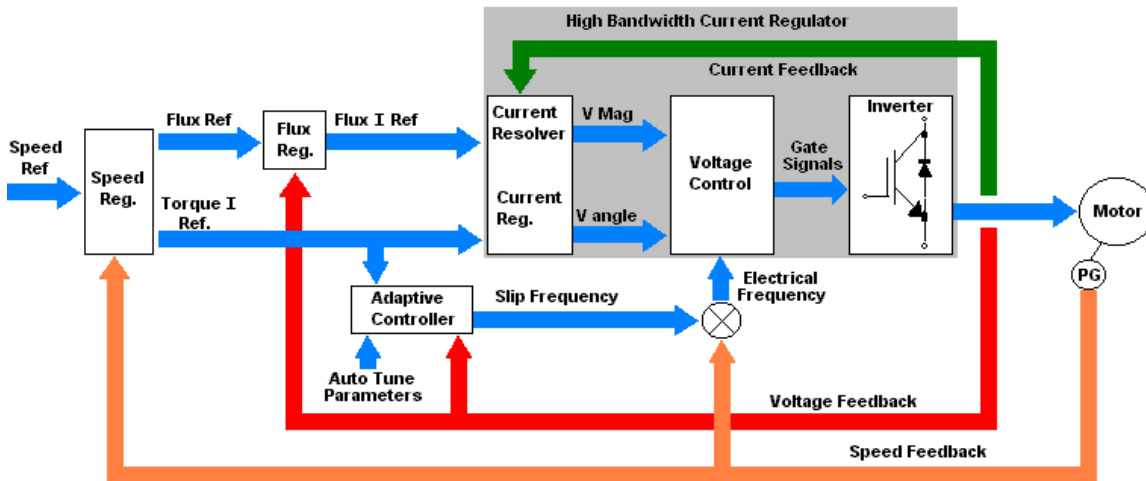 High Bandwidth Current Regulator
Current Feedback
Inverter
Flux Ref
Flux I Ref
Current
Resolver
V Mag
Flux
Reg.
Speed
Ref
Speed
Reg.
Gate
Signals
Voltage
Control
Torque I
Ref.
Current
Reg.
V angle
Motor
PG
Electrical
Frequency
Adaptive
Controller
Slip Frequency
Auto Tune
Parameters
Voltage Feedback
Speed Feedback